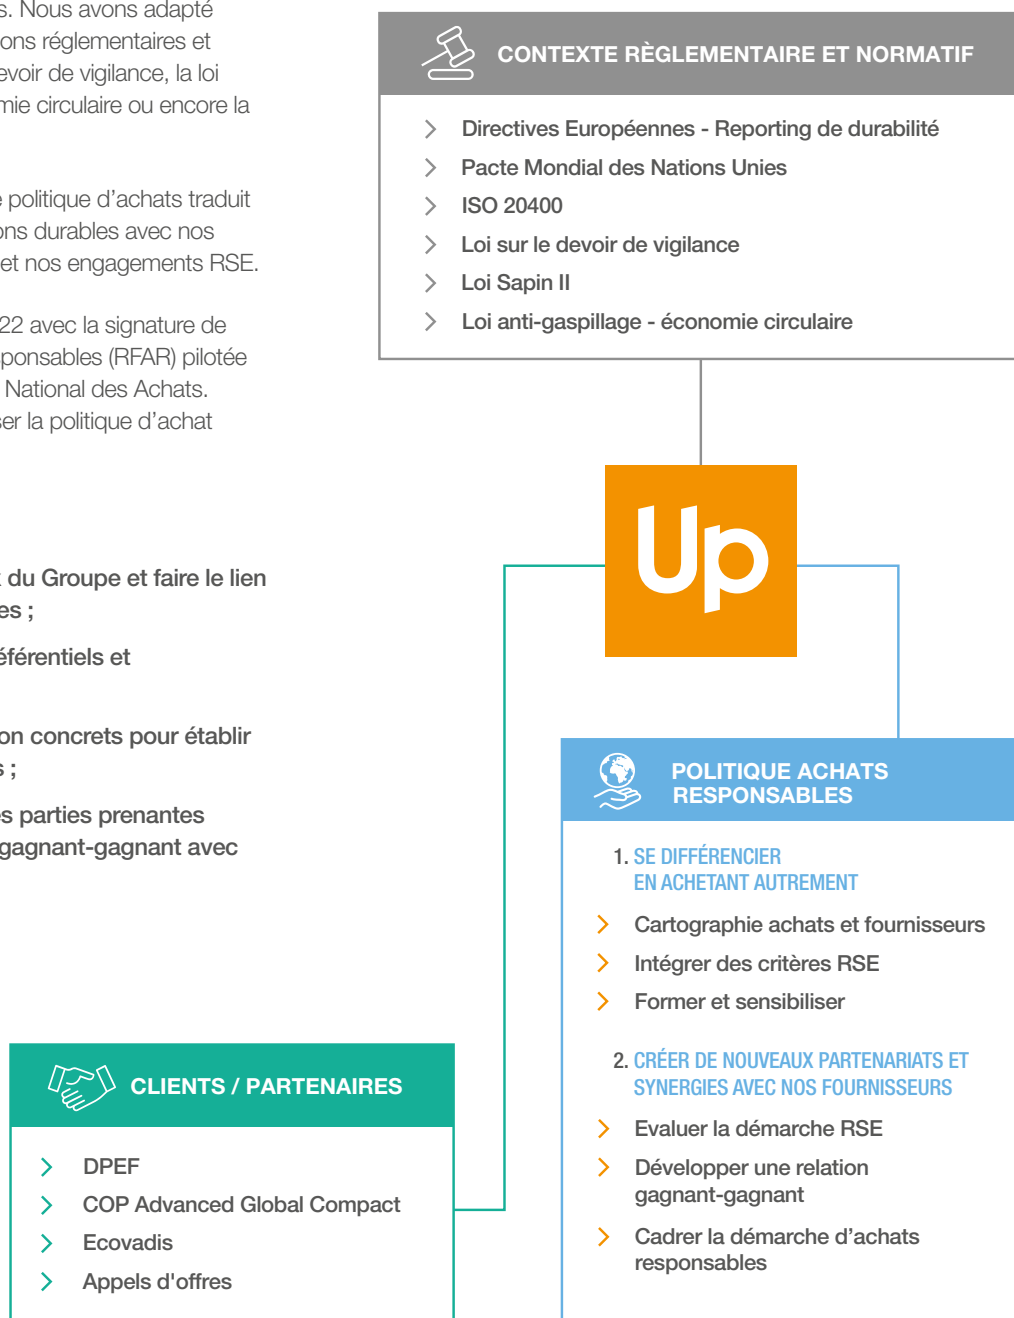 s. Nous avons adapté
ons réglementaires et
evoir de vigilance, la loi
mie circulaire ou encore la
e politique d’achats traduit
ons durables avec nos
et nos engagements RSE.
22 avec la signature de
sponsables (RFAR) pilotée
National des Achats.
ser la politique d’achat
du Groupe et faire le lien
es ;
éférentiels et
on concrets pour établir
s ;
es parties prenantes
gagnant-gagnant avec
CONTEXTE RÈGLEMENTAIRE ET NORMATIF
Directives Européennes - Reporting de durabilité
Pacte Mondial des Nations Unies
ISO 20400
Loi sur le devoir de vigilance
Loi Sapin II
Loi anti-gaspillage - économie circulaire
Up
POLITIQUE ACHATS
RESPONSABLES
1. SE DIFFÉRENCIER
EN ACHETANT AUTREMENT
Cartographie achats et fournisseurs
Intégrer des critères RSE
Former et sensibiliser
2. CRÉER DE NOUVEAUX PARTENARIATS ET
SYNERGIES AVEC NOS FOURNISSEURS
Evaluer la démarche RSE
Développer une relation
gagnant-gagnant
Cadrer la démarche d’achats
responsables
CLIENTS / PARTENAIRES
DPEF
COP Advanced Global Compact
Ecovadis
Appels d'offres